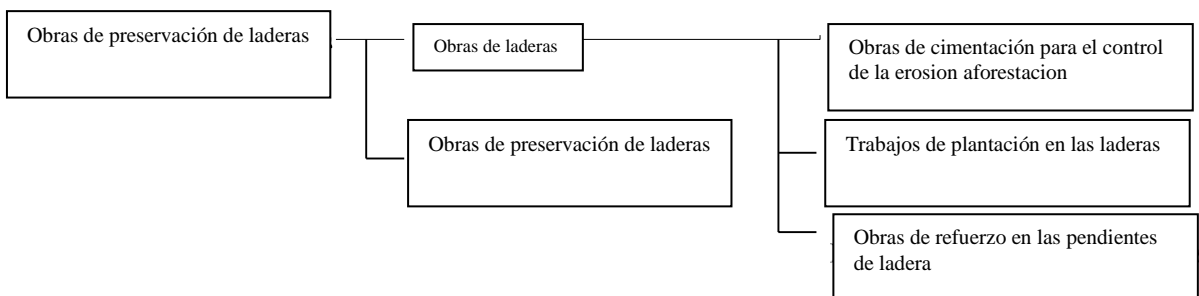 Obras de preservación de laderas
Obras de laderas
Obras de preservación de laderas
Obras de cimentación para el control
de la erosion aforestacion
Trabajos de plantación en las laderas
Obras de refuerzo en las pendientes
de ladera